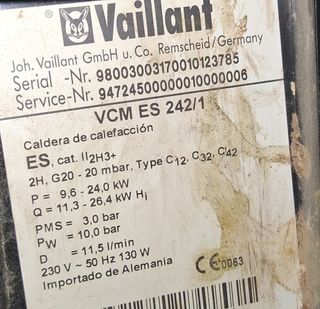 Vaillant
Joh. Vaillant GmbH u. Co. Remscheid/Germany
Serial -Nr. 98003003170010123785
Service-Nr. 94724500000010000006
VCM ES 242/1
Caldera de calefacción
ES, cat. II2H3+
2H, G20 - 20 mbar, Type C12, C32, C42
P = 9,6 - 24,0 kW
Q = 11,3 - 26,4 kW Hi
PMS = 3,0 bar
PW = 10,0 bar
D = 11,5 l/min
230 V ~ 50 Hz 130 W
Importado de Alemania
CE 0063